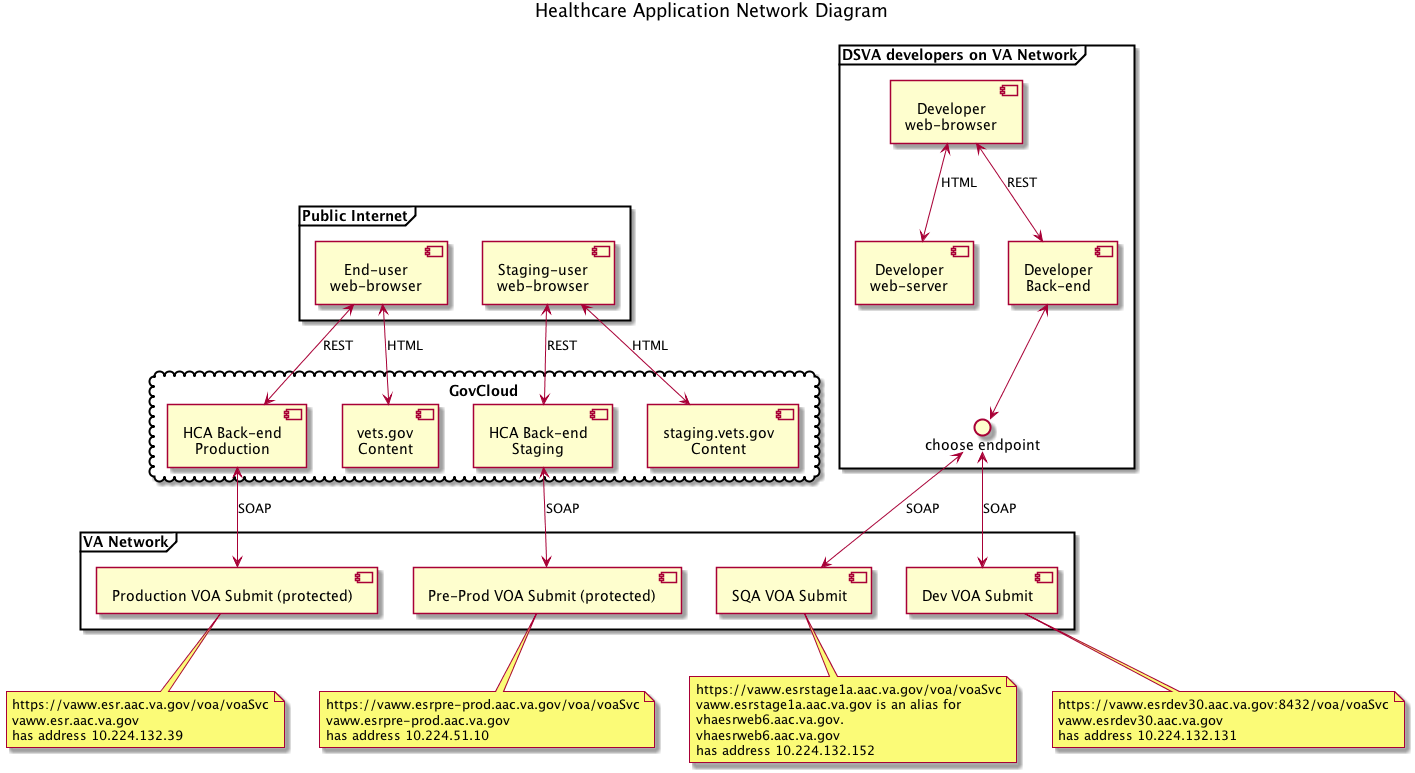 Healthcare Application Network Diagram
DSVA developers on VA Network
Developer
web-browser
HTML
REST
Public Internet
End-user
web-browser
Staging-user
web-browser
Developer
web-server
Developer
Back-end
REST
HTML
REST
HTML
GovCloud
HCA Back-end
Production
vets.gov
Content
HCA Back-end
Staging
staging.vets.gov
Content
choose endpoint
SOAP
SOAP
SOAP
SOAP
VA Network
Production VOA Submit (protected)
Pre-Prod VOA Submit (protected)
SQA VOA Submit
Dev VOA Submit
https://vaww.esr.aac.va.gov/voa/voaSvc
vaww.esr.aac.va.gov
has address 10.224.132.39
https://vaww.esrpre-prod.aac.va.gov/voa/voaSvc
vaww.esrpre-prod.aac.va.gov
has address 10.224.51.10
https://vaww.esrstage1a.aac.va.gov/voa/voaSvc
vaww.esrstage1a.aac.va.gov is an alias for
vhaesrweb6.aac.va.gov.
vhaesrweb6.aac.va.gov
has address 10.224.132.152
https://vaww.esrdev30.aac.va.gov:8432/voa/voaSvc
vaww.esrdev30.aac.va.gov
has address 10.224.132.131